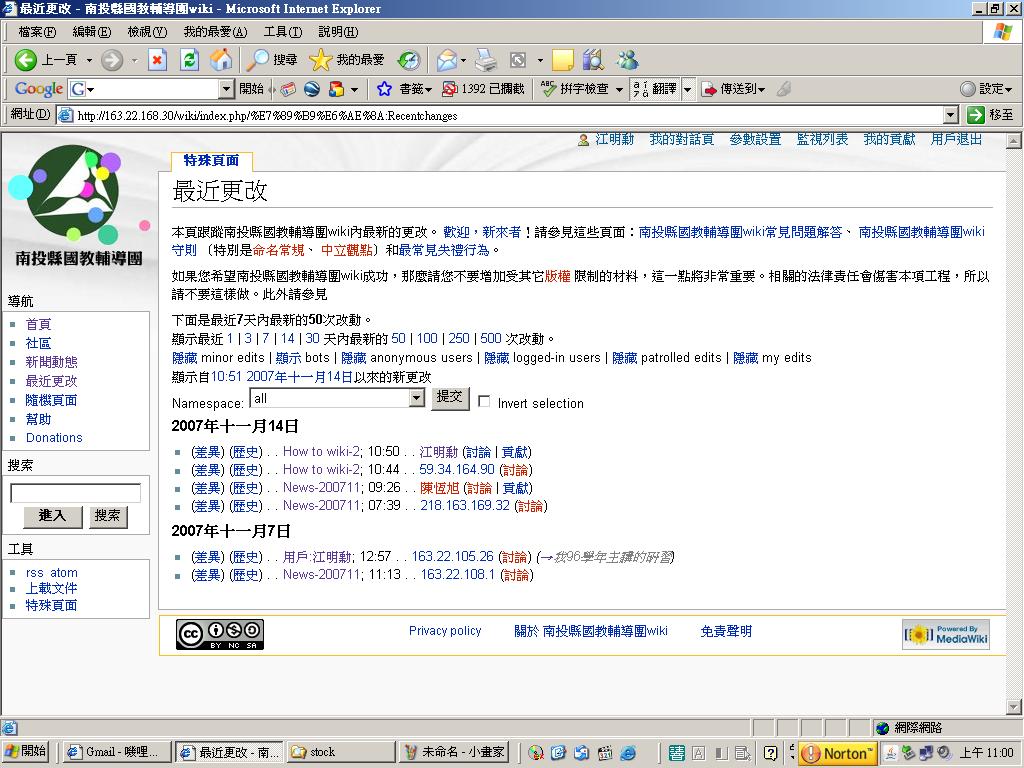 最近更改 - 南投縣國教輔導團wiki - Microsoft Internet Explorer
檔案(F) 編輯(E) 檢視(V) 我的最愛(A) 工具(T) 說明(H)
上一頁 搜尋 我的最愛
Google G 開始 書籤 1392 已攔截 ABC 拼字檢查 翻譯 傳送到 設定
網址(D) http://163.22.168.30/wiki/index.php/%E7%89%B9%E6%AE%8A:Recentchanges 移至
江明勳 我的對話頁 參數設置 監視列表 我的貢獻 用戶退出
特殊頁面
南投縣國教輔導團
最近更改
本頁跟蹤南投縣國教輔導團wiki內最新的更改。 歡迎，新來者！請參見這些頁面：南投縣國教輔導團wiki常見問題解答、 南投縣國教輔導團wiki
守則 （特別是命名常規、 中立觀點）和最常見失禮行為。
如果您希望南投縣國教輔導團wiki成功，那麼請您不要增加受其它版權 限制的材料，這一點將非常重要。相關的法律責任會傷害本項工程，所以
請不要這樣做。此外請參見
下面是最近7天內最新的50次改動。
顯示最近 1 | 3 | 7 | 14 | 30 天內最新的 50 | 100 | 250 | 500 次改動。
隱藏 minor edits | 顯示 bots | 隱藏 anonymous users | 隱藏 logged-in users | 隱藏 patrolled edits | 隱藏 my edits
顯示自10:51 2007年十一月14日以來的新更改
Namespace: all 提交 Invert selection
2007年十一月14日
(差異) (歷史) . . How to wiki-2; 10:50 . . 江明勳 (討論 | 貢獻)
(差異) (歷史) . . How to wiki-2; 10:44 . . 59.34.164.90 (討論)
(差異) (歷史) . . News-200711; 09:26 . . 陳恆旭 (討論 | 貢獻)
(差異) (歷史) . . News-200711; 07:39 . . 218.163.169.32 (討論)
2007年十一月7日
(差異) (歷史) . . 用戶:江明勳; 12:57 . . 163.22.105.26 (討論) (→我96學年主講的研習)
(差異) (歷史) . . News-200711; 11:13 . . 163.22.108.1 (討論)
導航
首頁
社區
新聞動態
最近更改
隨機頁面
幫助
Donations
搜索
進入 搜索
工具
rss atom
上載文件
特殊頁面
cc BY NC SA
Privacy policy 關於 南投縣國教輔導團wiki 免責聲明
Powered By MediaWiki
網際網路
開始 Gmail - 嘜哩... 最近更改 - 南... stock 未命名 - 小畫家 Norton 上午 11:00